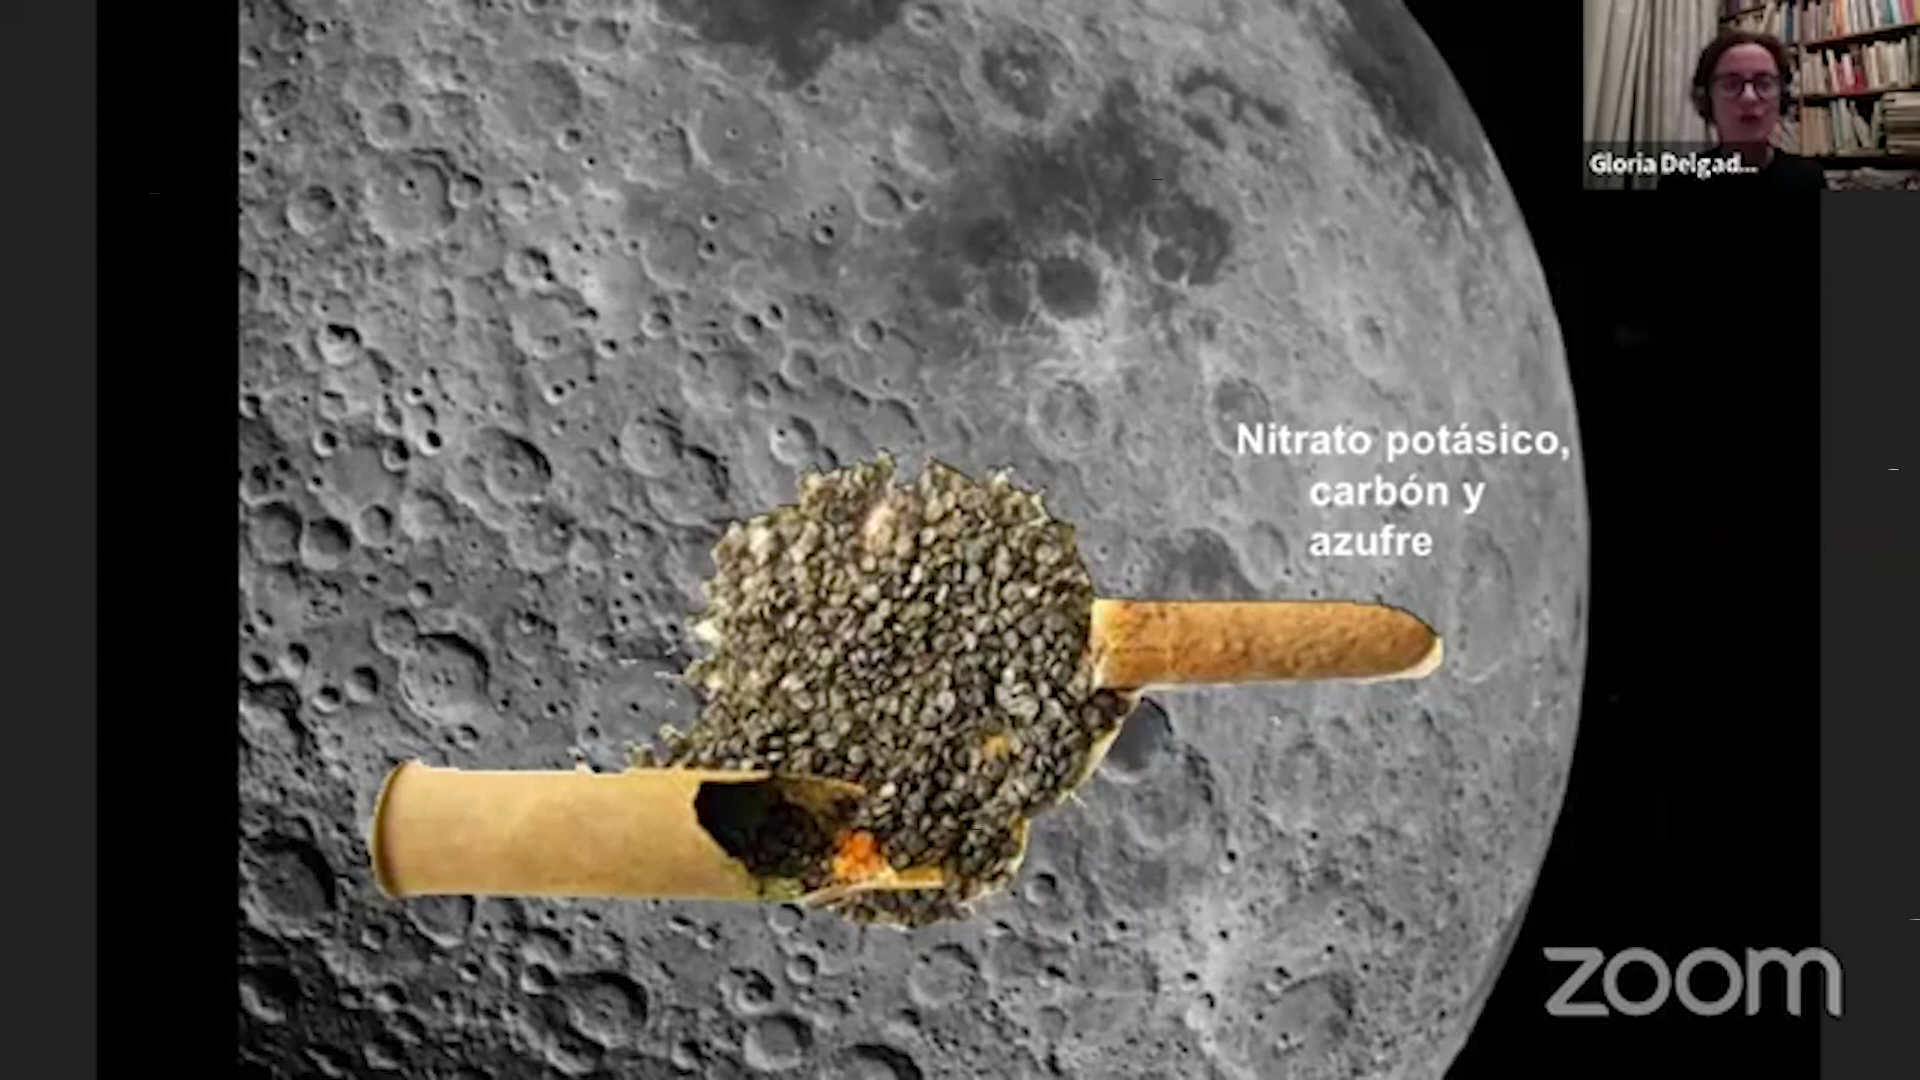 Gloria Delgad...
Nitrato potásico,
carbón y
azufre
zoom